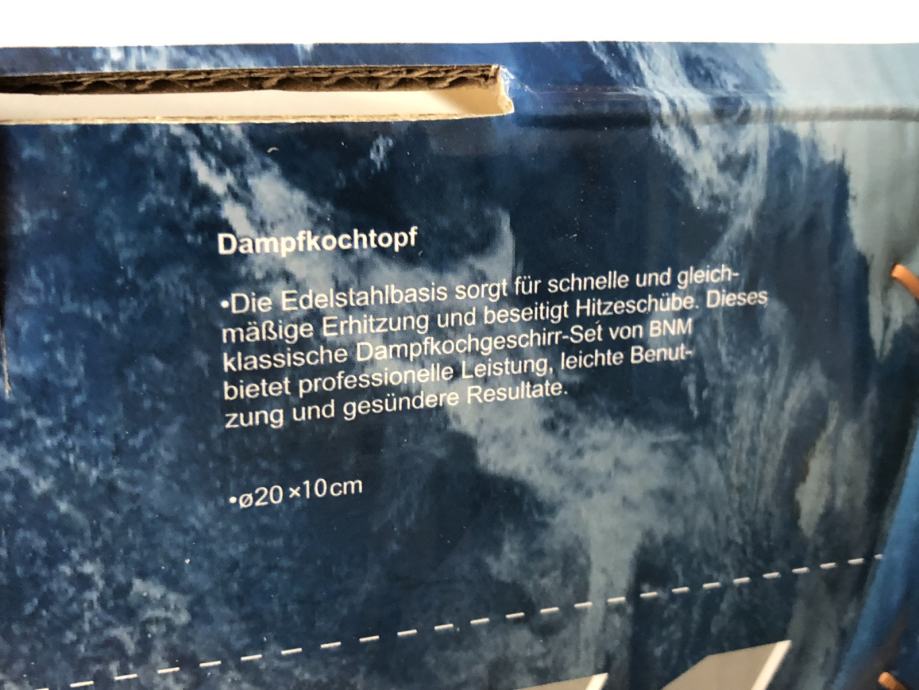 Dampfkochtopf
•Die Edelstahlbasis sorgt für schnelle und gleich-
mäßige Erhitzung und beseitigt Hitzeschübe. Dieses
klassische Dampfkochgeschirr-Set von BNM
bietet professionelle Leistung, leichte Benut-
zung und gesündere Resultate.
•ø20 ×10cm